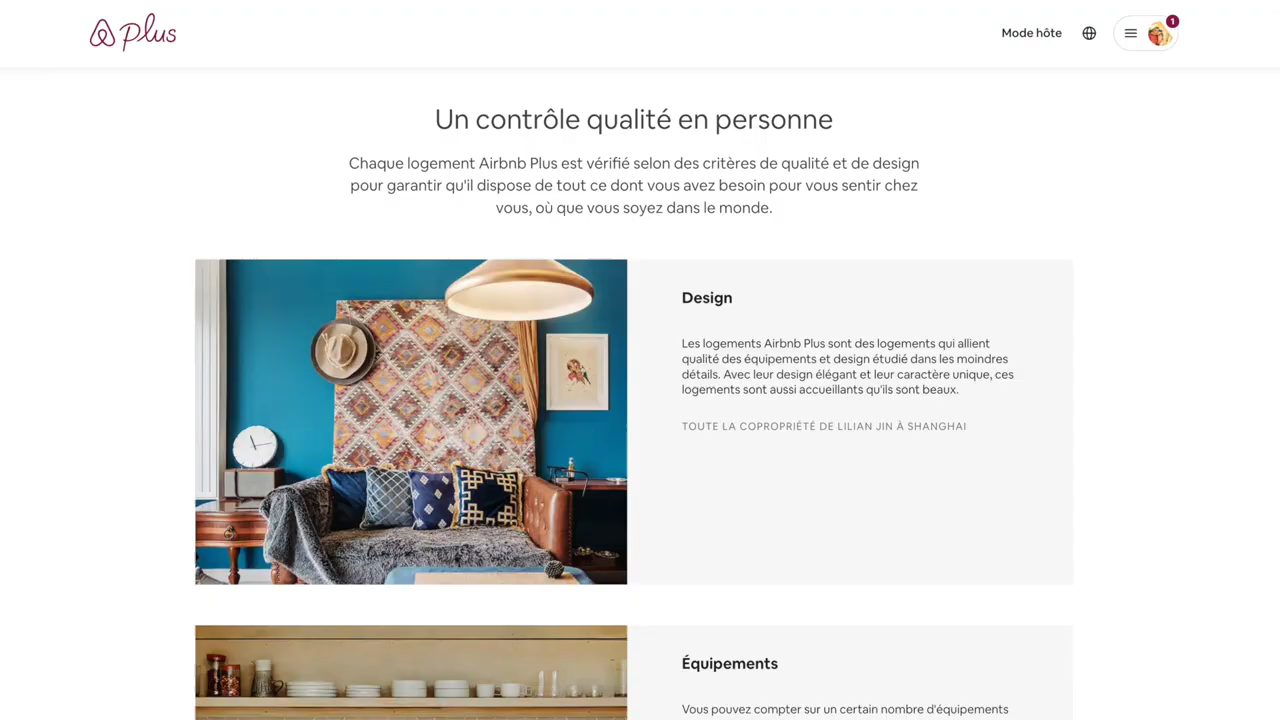 plus
Mode hôte
1
Un contrôle qualité en personne
Chaque logement Airbnb Plus est vérifié selon des critères de qualité et de design
pour garantir qu'il dispose de tout ce dont vous avez besoin pour vous sentir chez
vous, où que vous soyez dans le monde.
Design
Les logements Airbnb Plus sont des logements qui allient
qualité des équipements et design étudié dans les moindres
détails. Avec leur design élégant et leur caractère unique, ces
logements sont aussi accueillants qu'ils sont beaux.
TOUTE LA COPROPRIÉTÉ DE LILIAN JIN À SHANGHAI
Équipements
Vous pouvez compter sur un certain nombre d'équipements